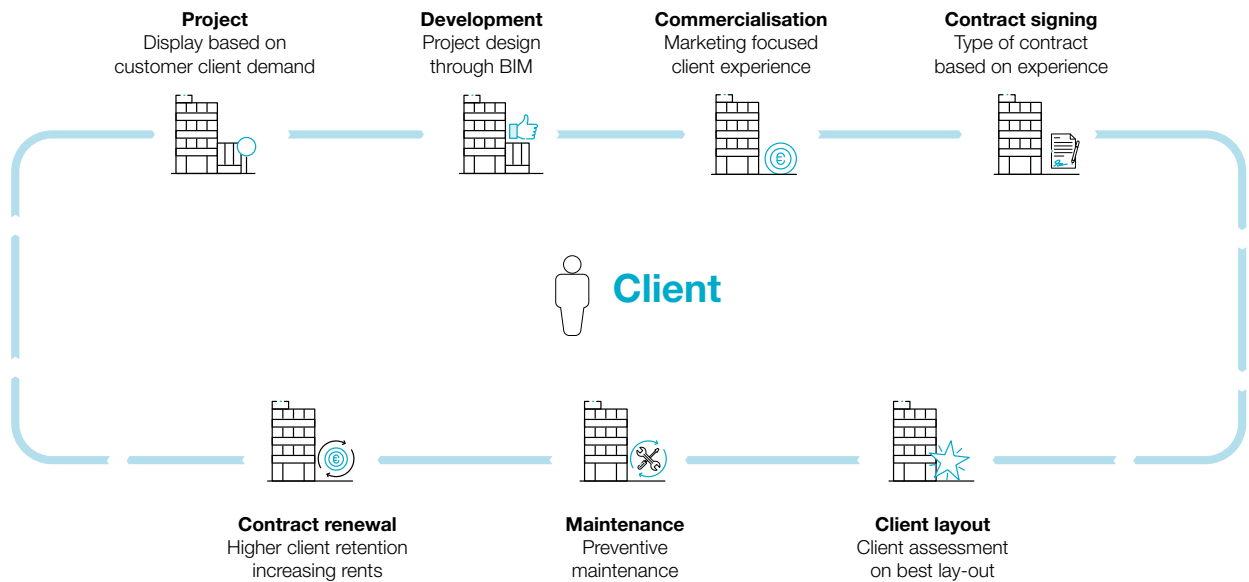 Project
Display based on
customer client demand
Development
Project design
through BIM
Commercialisation
Marketing focused
client experience
Contract signing
Type of contract
based on experience
€
Client
€
Contract renewal
Higher client retention
increasing rents
Maintenance
Preventive
maintenance
Client layout
Client assessment
on best lay-out